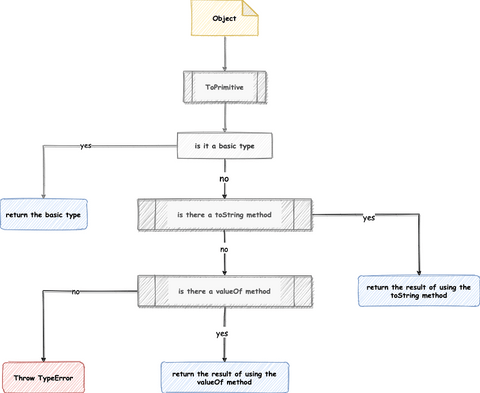 Object
ToPrimitive
is it a basic type
yes
no
return the basic type
is there a toString method
yes
no
is there a valueOf method
return the result of using the
toString method
no
yes
Throw TypeError
return the result of using the
valueOf method